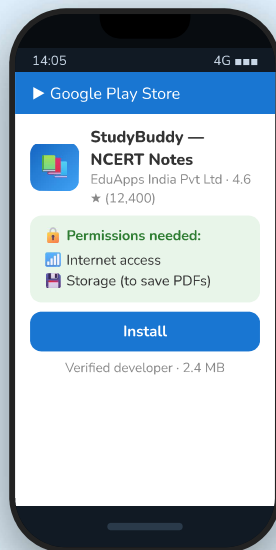 14:05 4G
▶ Google Play Store
StudyBuddy —
NCERT Notes
EduApps India Pvt Ltd · 4.6
★ (12,400)
Permissions needed:
Internet access
Storage (to save PDFs)
Install
Verified developer · 2.4 MB